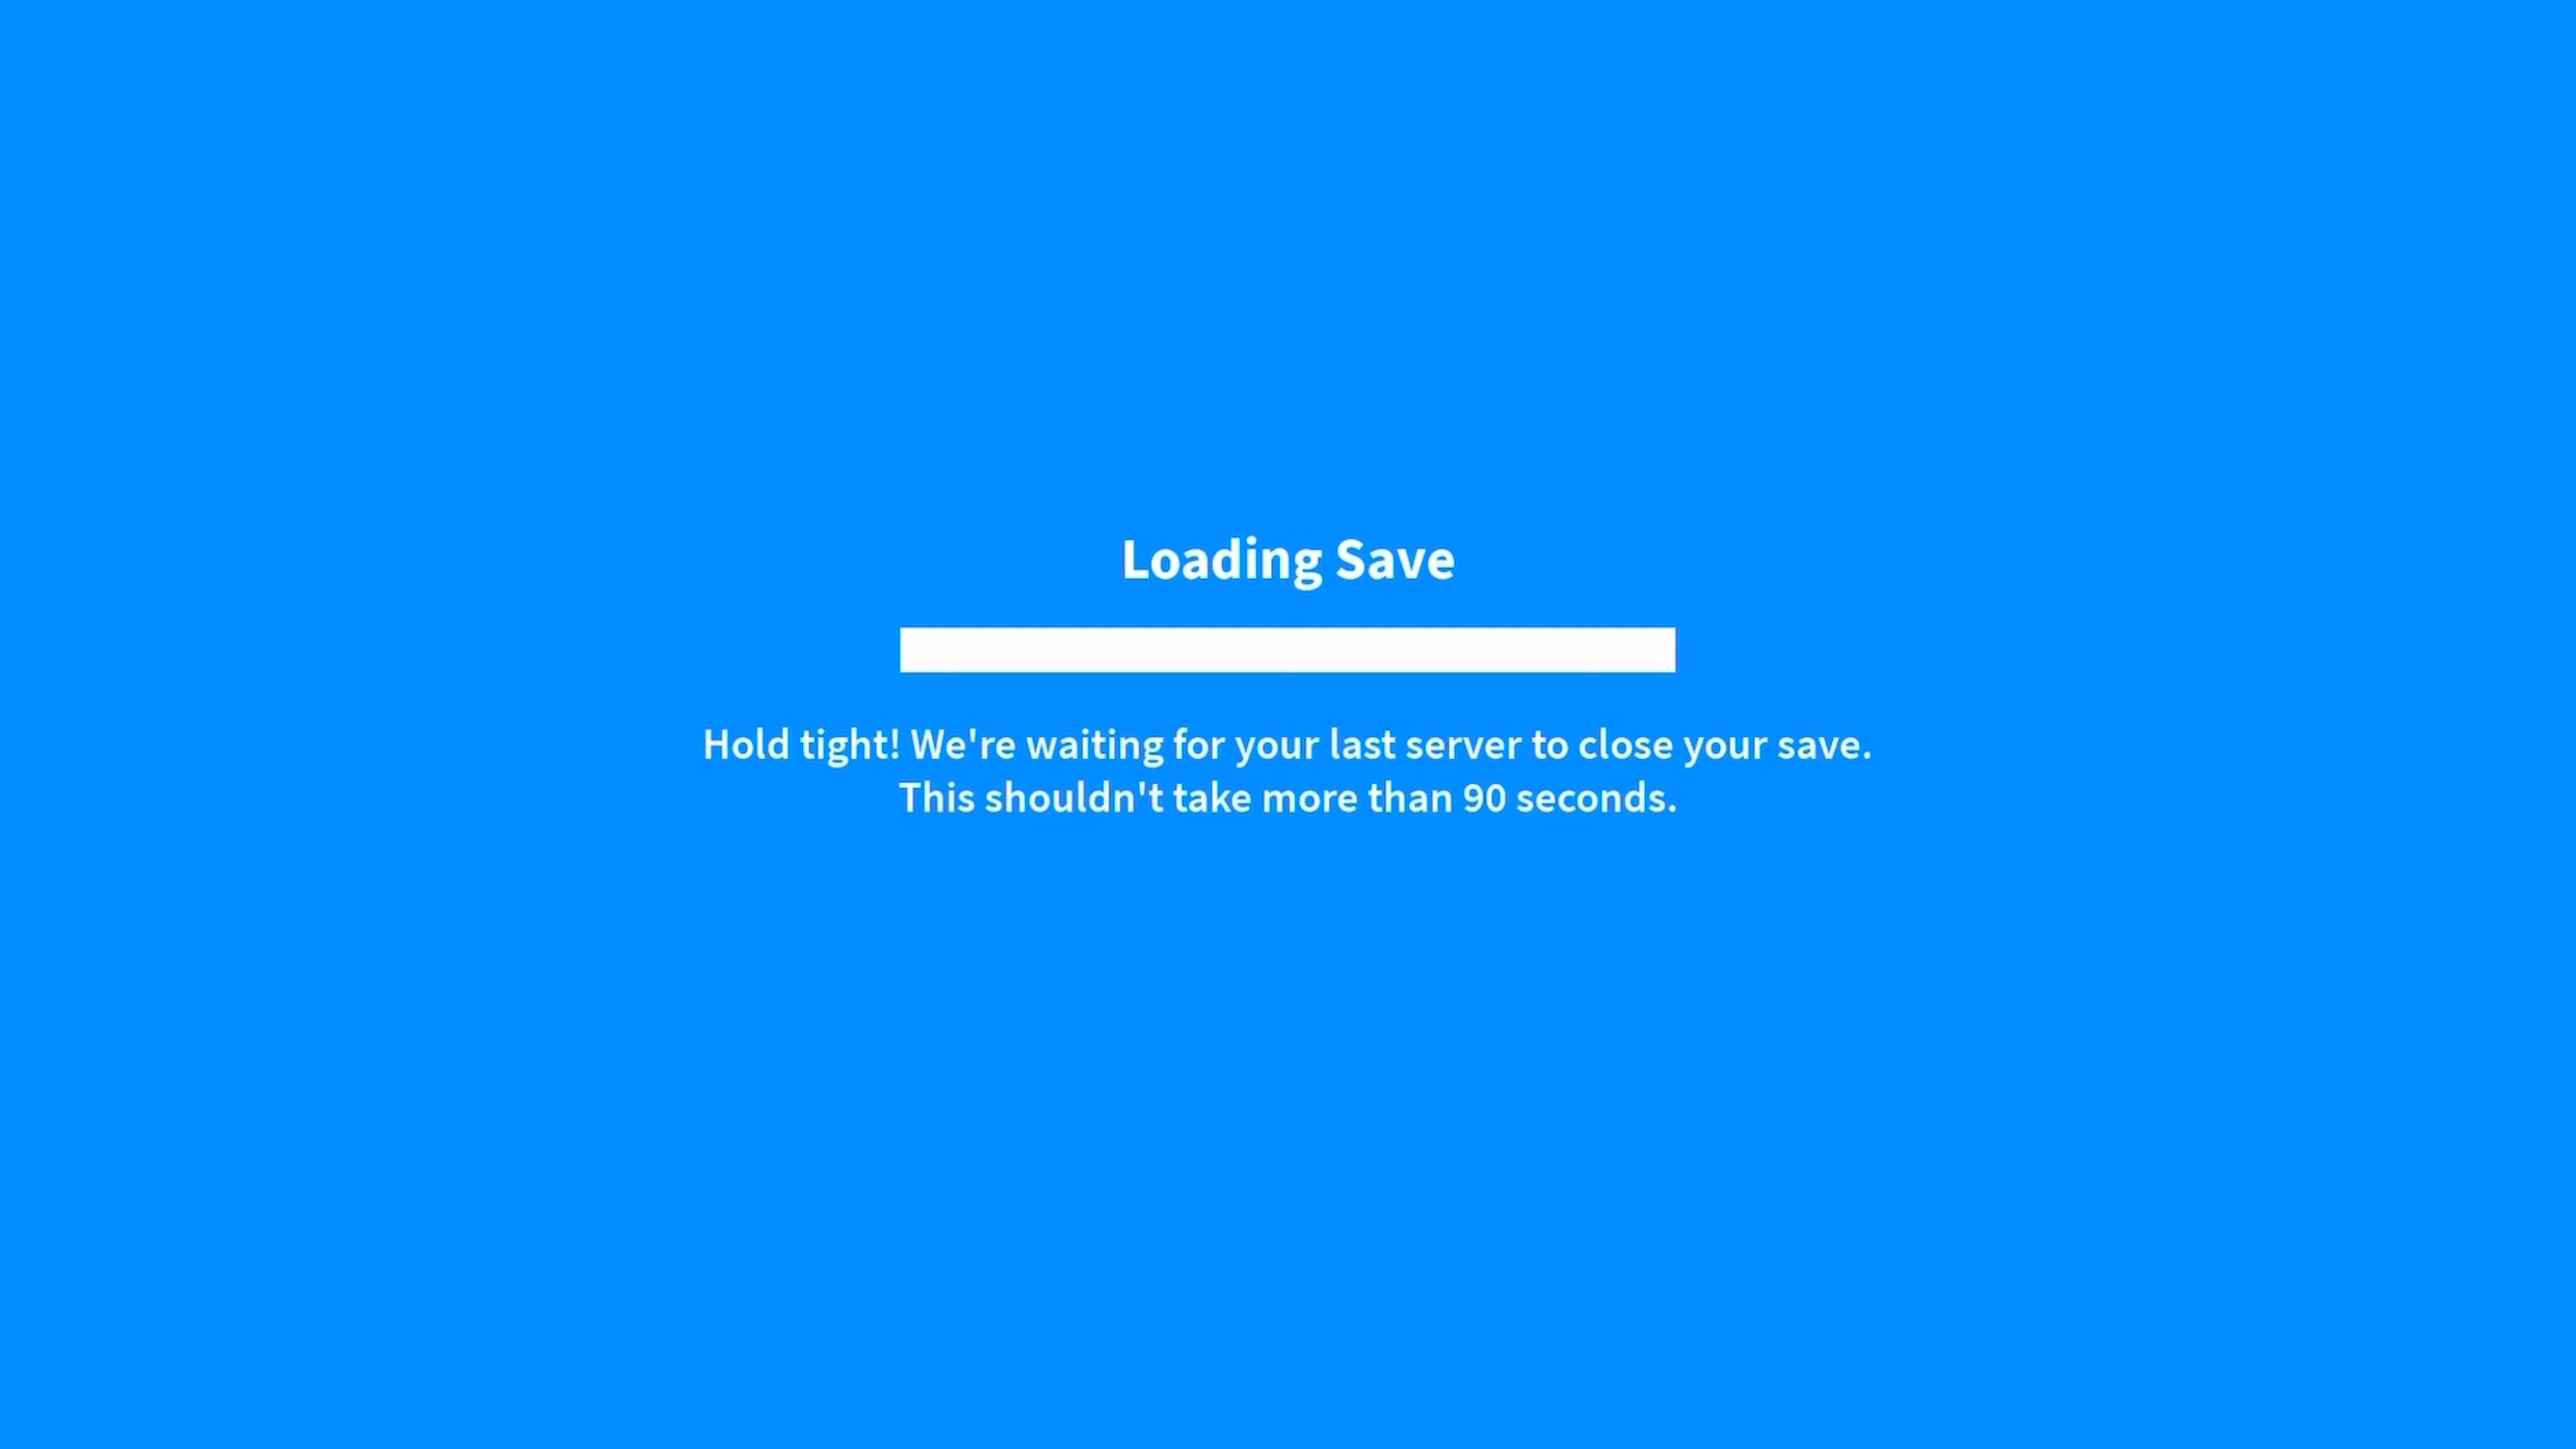 Loading Save
Hold tight! We're waiting for your last server to close your save.
This shouldn't take more than 90 seconds.